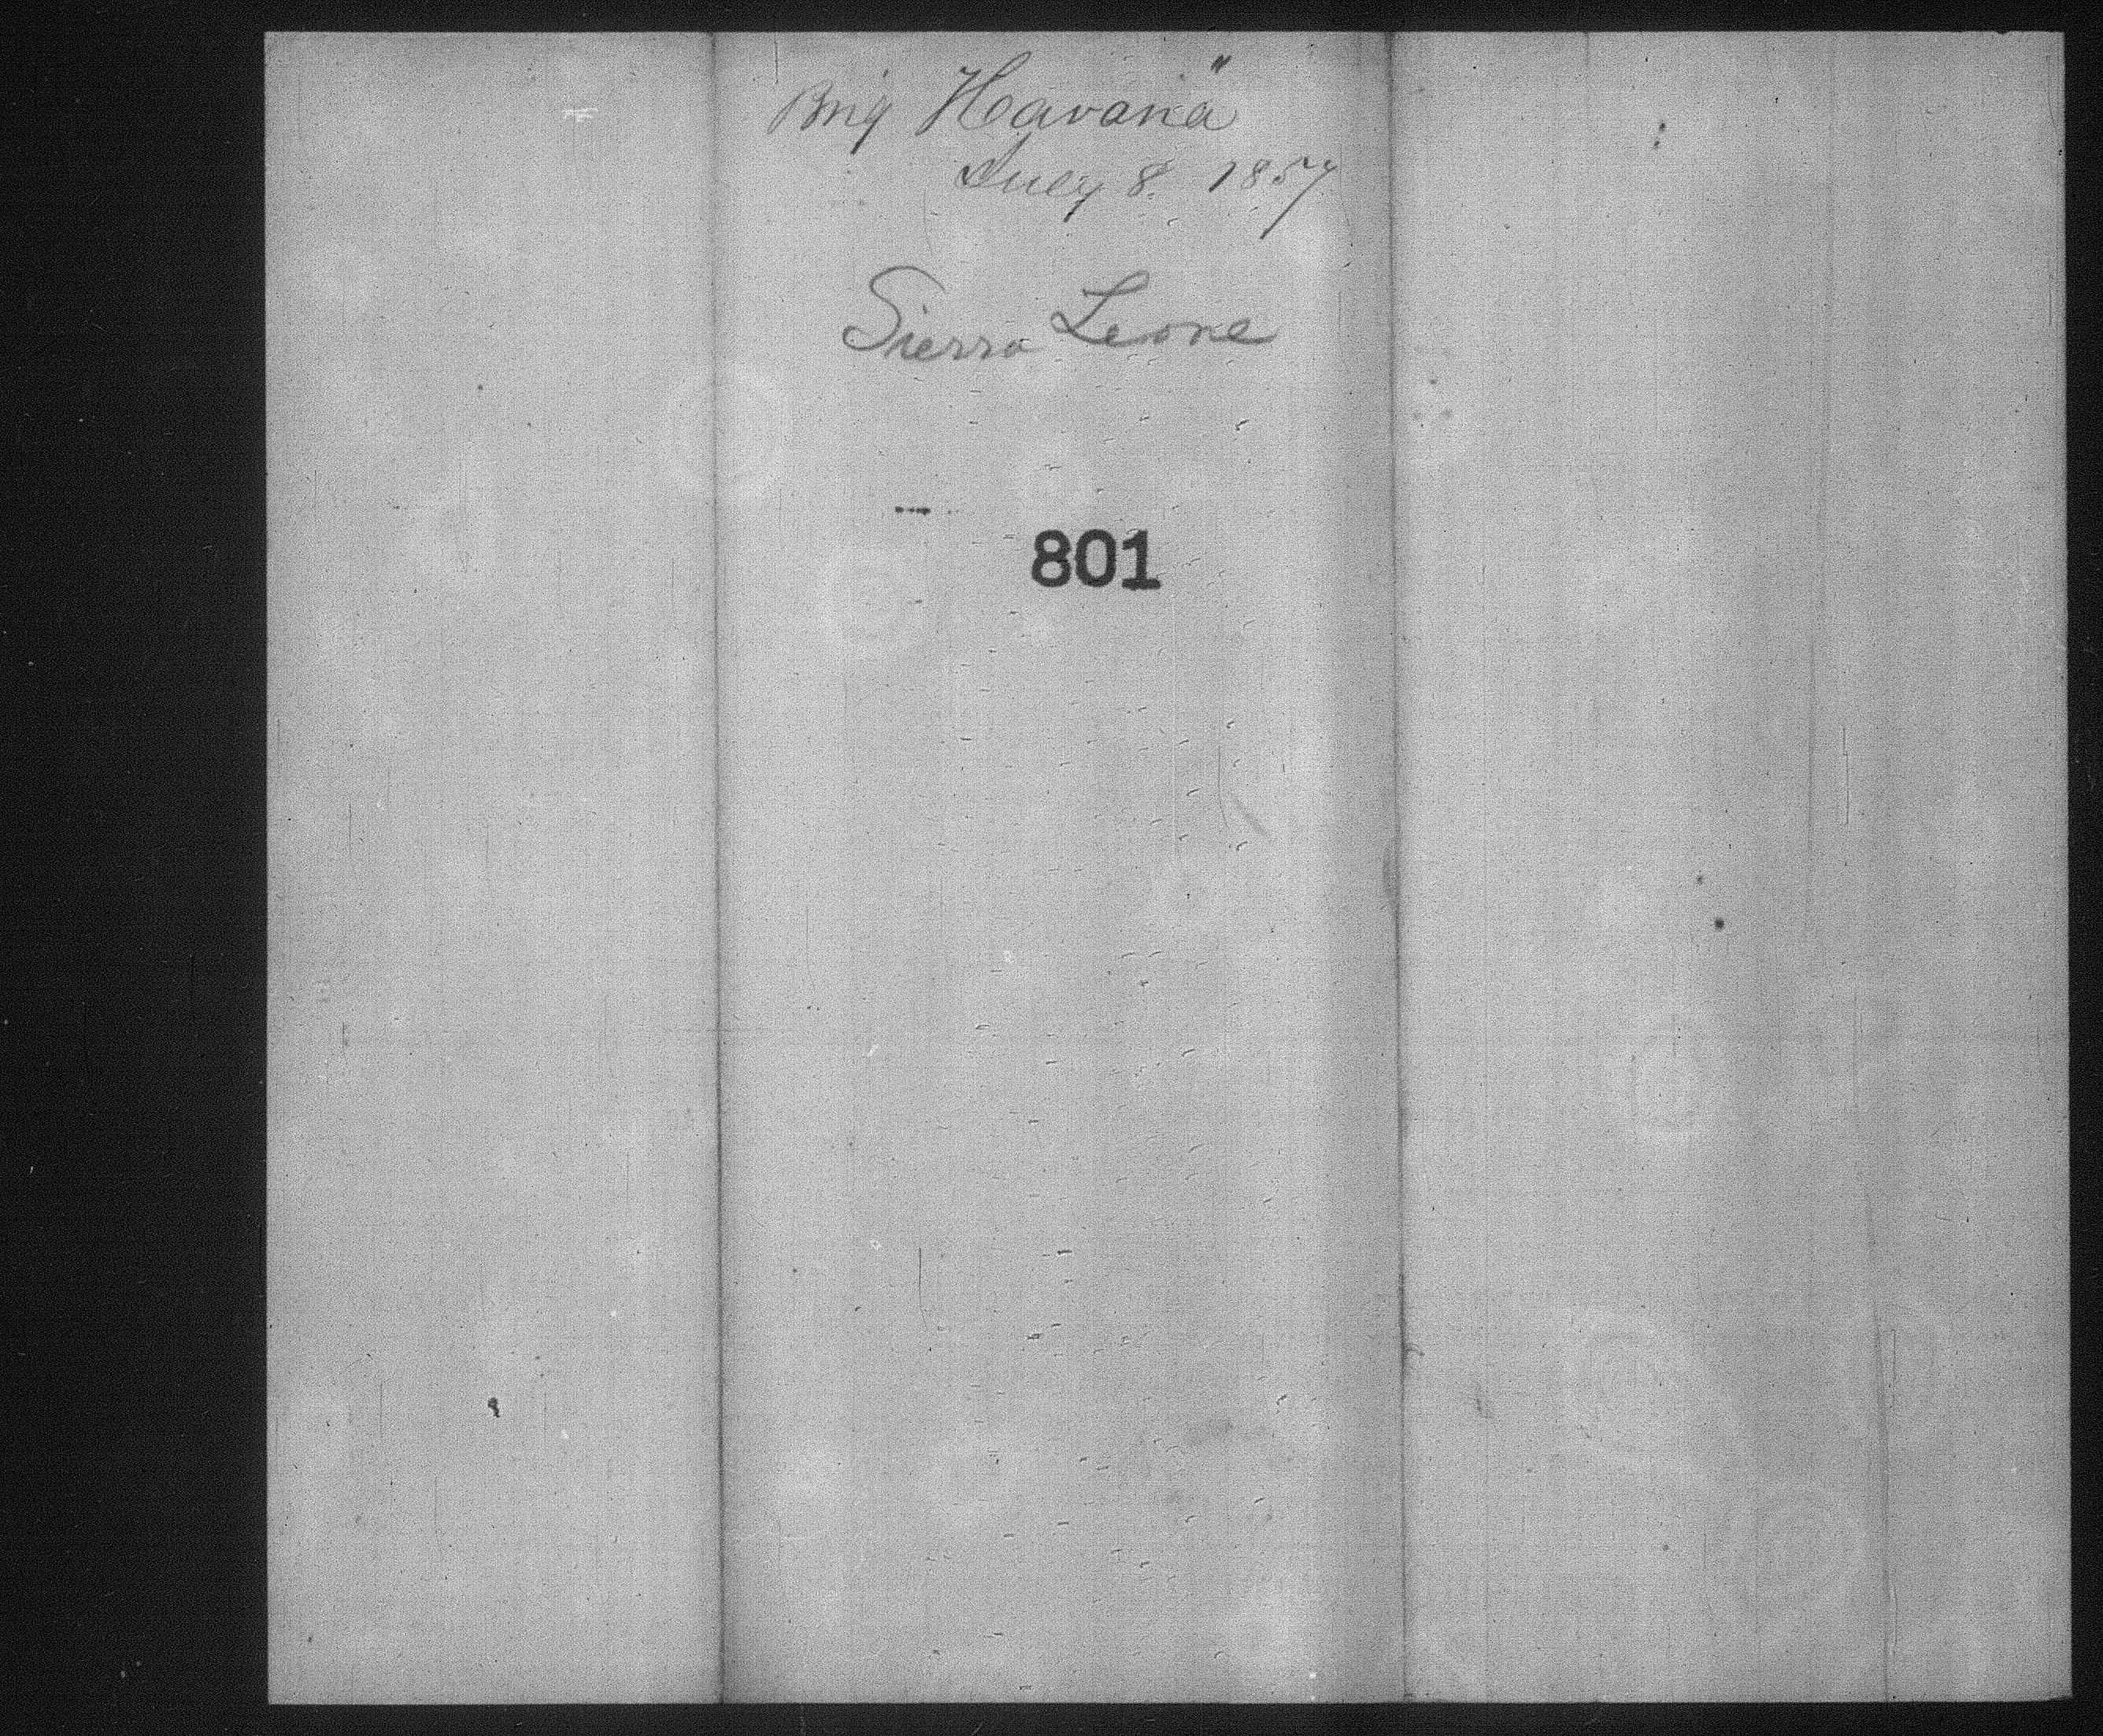 Brig Havana"
July 8. 1857
Sierra Leone
801